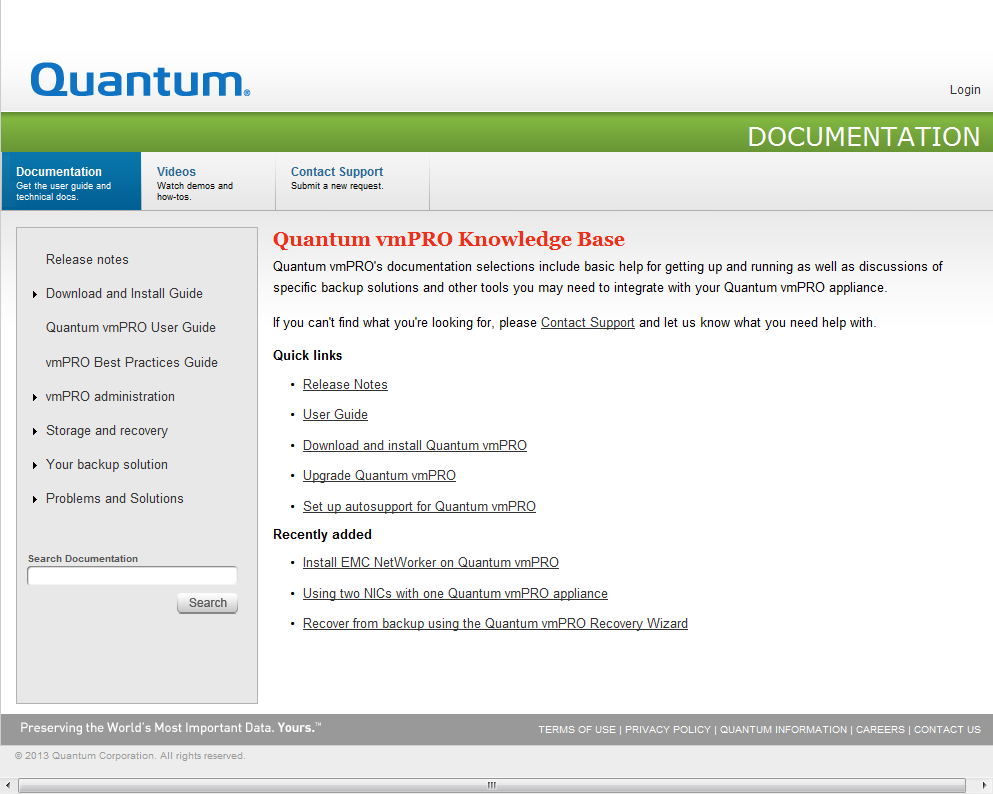 Quantum®
Login
DOCUMENTATION
Documentation
Get the user guide and
technical docs.
Videos
Watch demos and
how-tos.
Contact Support
Submit a new request.
Release notes
Download and Install Guide
Quantum vmPRO User Guide
vmPRO Best Practices Guide
vmPRO administration
Storage and recovery
Your backup solution
Problems and Solutions
Search Documentation
Search
Quantum vmPRO Knowledge Base
Quantum vmPRO's documentation selections include basic help for getting up and running as well as discussions of
specific backup solutions and other tools you may need to integrate with your Quantum vmPRO appliance.
If you can't find what you're looking for, please Contact Support and let us know what you need help with.
Quick links
• Release Notes
• User Guide
• Download and install Quantum vmPRO
• Upgrade Quantum vmPRO
• Set up autosupport for Quantum vmPRO
Recently added
• Install EMC NetWorker on Quantum vmPRO
• Using two NICs with one Quantum vmPRO appliance
• Recover from backup using the Quantum vmPRO Recovery Wizard
Preserving the World's Most Important Data. Yours.™
TERMS OF USE | PRIVACY POLICY | QUANTUM INFORMATION | CAREERS | CONTACT US
© 2013 Quantum Corporation. All rights reserved.